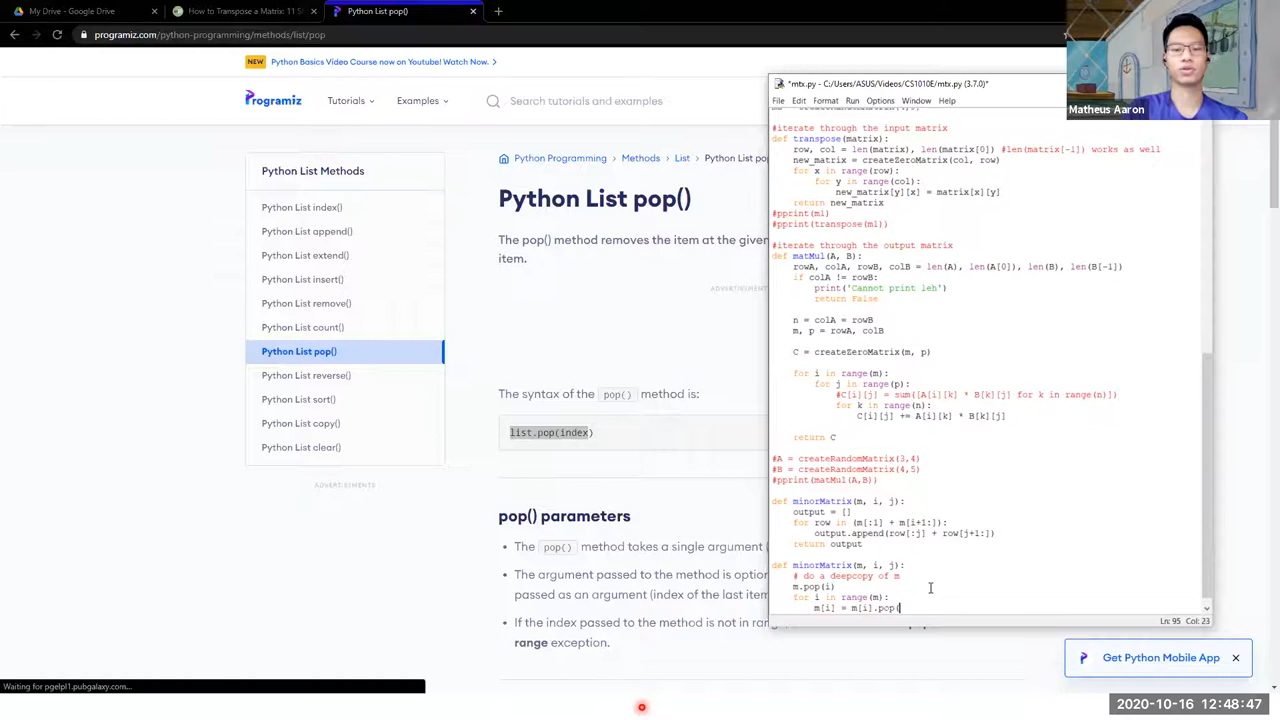 My Drive - Google Drive
How to Transpose a Matrix: 11 St
Python List pop()
programiz.com/python-programming/methods/list/pop
NEW Python Basics Video Course now on Youtube! Watch Now.
Programiz
Tutorials
Examples
Search tutorials and examples
Python List Methods
Python List index()
Python List append()
Python List extend()
Python List insert()
Python List remove()
Python List count()
Python List pop()
Python List reverse()
Python List sort()
Python List copy()
Python List clear()
ADVERTISEMENTS
Python Programming > Methods > List > Python List pop
Python List pop()
The pop() method removes the item at the given
item.
ADVERTISEMENT
The syntax of the pop() method is:
list.pop(index)
pop() parameters
• The pop() method takes a single argument (
• The argument passed to the method is option
passed as an argument (index of the last item
• If the index passed to the method is not in
range exception.
*mtx.py - C:/Users/ASUS/Videos/CS1010E/mtx.py (3.7.0)*
File Edit Format Run Options Window Help
#iterate through the input matrix
def transpose(matrix):
row, col = len(matrix), len(matrix[0]) #len(matrix[-1]) works as well
new_matrix = createZeroMatrix(col, row)
for x in range(row):
for y in range(col):
new_matrix[y][x] = matrix[x][y]
return new_matrix
#pprint(m1)
#pprint(transpose(m1))
#iterate through the output matrix
def matMul(A, B):
rowA, colA, rowB, colB = len(A), len(A[0]), len(B), len(B[-1])
if colA != rowB:
print('Cannot print leh')
return False
n = colA = rowB
m, p = rowA, colB
C = createZeroMatrix(m, p)
for i in range(m):
for j in range(p):
#C[i][j] = sum([A[i][k] * B[k][j] for k in range(n)])
for k in range(n):
C[i][j] += A[i][k] * B[k][j]
return C
#A = createRandomMatrix(3,4)
#B = createRandomMatrix(4,5)
#pprint(matMul(A,B))
def minorMatrix(m, i, j):
output = []
for row in (m[:i] + m[i+1:]):
output.append(row[:j] + row[j+1:])
return output
def minorMatrix(m, i, j):
# do a deepcopy of m
m.pop(i)
for i in range(m):
m[i] = m[i].pop(
Ln: 95 Col: 23
Matheus Aaron
Get Python Mobile App
Waiting for pgelpl1.pubgalaxy.com...
2020-10-16 12:48:47